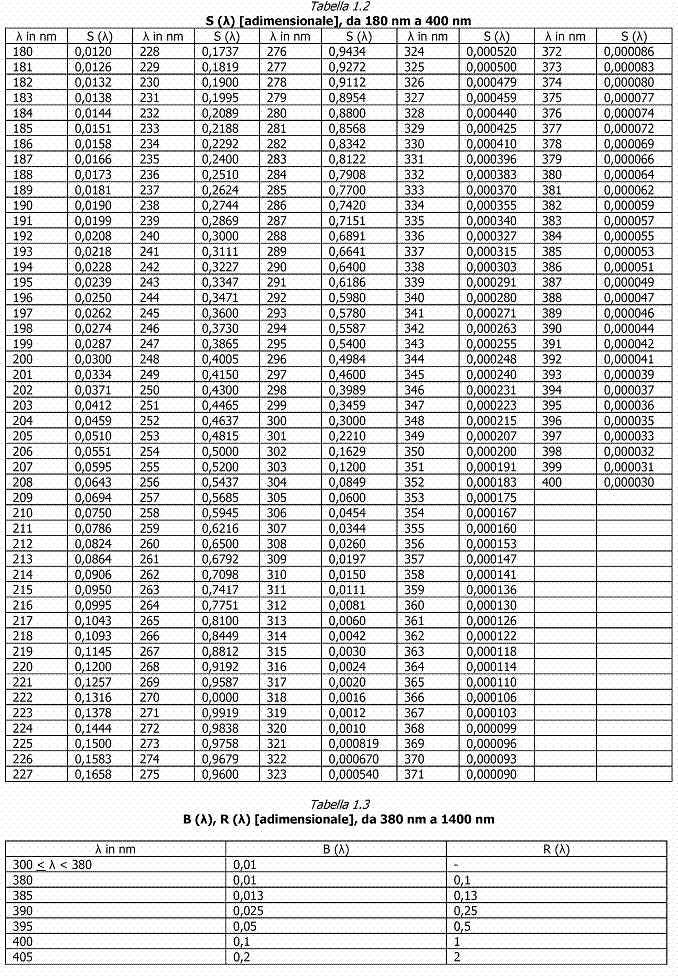 Tabella 1.2
S (λ) [adimensionale], da 180 nm a 400 nm
λ in nm S (λ) λ in nm S (λ) λ in nm S (λ) λ in nm S (λ) λ in nm S (λ)
180 0,0120 228 0,1737 276 0,9434 324 0,000520 372 0,000086
181 0,0126 229 0,1819 277 0,9272 325 0,000500 373 0,000083
182 0,0132 230 0,1900 278 0,9112 326 0,000479 374 0,000080
183 0,0138 231 0,1995 279 0,8954 327 0,000459 375 0,000077
184 0,0144 232 0,2089 280 0,8800 328 0,000440 376 0,000074
185 0,0151 233 0,2188 281 0,8568 329 0,000425 377 0,000072
186 0,0158 234 0,2292 282 0,8342 330 0,000410 378 0,000069
187 0,0166 235 0,2400 283 0,8122 331 0,000396 379 0,000066
188 0,0173 236 0,2510 284 0,7908 332 0,000383 380 0,000064
189 0,0181 237 0,2624 285 0,7700 333 0,000370 381 0,000062
190 0,0190 238 0,2744 286 0,7420 334 0,000355 382 0,000059
191 0,0199 239 0,2869 287 0,7151 335 0,000340 383 0,000057
192 0,0208 240 0,3000 288 0,6891 336 0,000327 384 0,000055
193 0,0218 241 0,3111 289 0,6641 337 0,000315 385 0,000053
194 0,0228 242 0,3227 290 0,6400 338 0,000303 386 0,000051
195 0,0239 243 0,3347 291 0,6186 339 0,000291 387 0,000049
196 0,0250 244 0,3471 292 0,5980 340 0,000280 388 0,000047
197 0,0262 245 0,3600 293 0,5780 341 0,000271 389 0,000046
198 0,0274 246 0,3730 294 0,5587 342 0,000263 390 0,000044
199 0,0287 247 0,3865 295 0,5400 343 0,000255 391 0,000042
200 0,0300 248 0,4005 296 0,4984 344 0,000248 392 0,000041
201 0,0334 249 0,4150 297 0,4600 345 0,000240 393 0,000039
202 0,0371 250 0,4300 298 0,3989 346 0,000231 394 0,000037
203 0,0412 251 0,4465 299 0,3459 347 0,000223 395 0,000036
204 0,0459 252 0,4637 300 0,3000 348 0,000215 396 0,000035
205 0,0510 253 0,4815 301 0,2210 349 0,000207 397 0,000033
206 0,0551 254 0,5000 302 0,1629 350 0,000200 398 0,000032
207 0,0595 255 0,5200 303 0,1200 351 0,000191 399 0,000031
208 0,0643 256 0,5437 304 0,0849 352 0,000183 400 0,000030
209 0,0694 257 0,5685 305 0,0600 353 0,000175
210 0,0750 258 0,5945 306 0,0454 354 0,000167
211 0,0786 259 0,6216 307 0,0344 355 0,000160
212 0,0824 260 0,6500 308 0,0260 356 0,000153
213 0,0864 261 0,6792 309 0,0197 357 0,000147
214 0,0906 262 0,7098 310 0,0150 358 0,000141
215 0,0950 263 0,7417 311 0,0111 359 0,000136
216 0,0995 264 0,7751 312 0,0081 360 0,000130
217 0,1043 265 0,8100 313 0,0060 361 0,000126
218 0,1093 266 0,8449 314 0,0042 362 0,000122
219 0,1145 267 0,8812 315 0,0030 363 0,000118
220 0,1200 268 0,9192 316 0,0024 364 0,000114
221 0,1257 269 0,9587 317 0,0020 365 0,000110
222 0,1316 270 0,0000 318 0,0016 366 0,000106
223 0,1378 271 0,9919 319 0,0012 367 0,000103
224 0,1444 272 0,9838 320 0,0010 368 0,000099
225 0,1500 273 0,9758 321 0,000819 369 0,000096
226 0,1583 274 0,9679 322 0,000670 370 0,000093
227 0,1658 275 0,9600 323 0,000540 371 0,000090
Tabella 1.3
B (λ), R (λ) [adimensionale], da 380 nm a 1400 nm
λ in nm B (λ) R (λ)
300 ≤ λ < 380 0,01 -
380 0,01 0,1
385 0,013 0,13
390 0,025 0,25
395 0,05 0,5
400 0,1 1
405 0,2 2